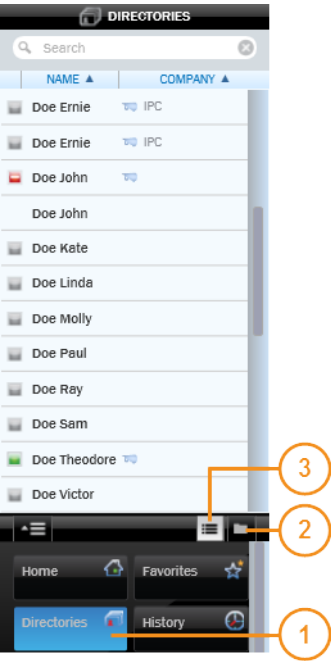 DIRECTORIES
Search
NAME ▲ COMPANY ▲
Doe Ernie IPC
Doe Ernie IPC
Doe John
Doe John
Doe Kate
Doe Linda
Doe Molly
Doe Paul
Doe Ray
Doe Sam
Doe Theodore
Doe Victor
3
2
Home Favorites
Directories History
1